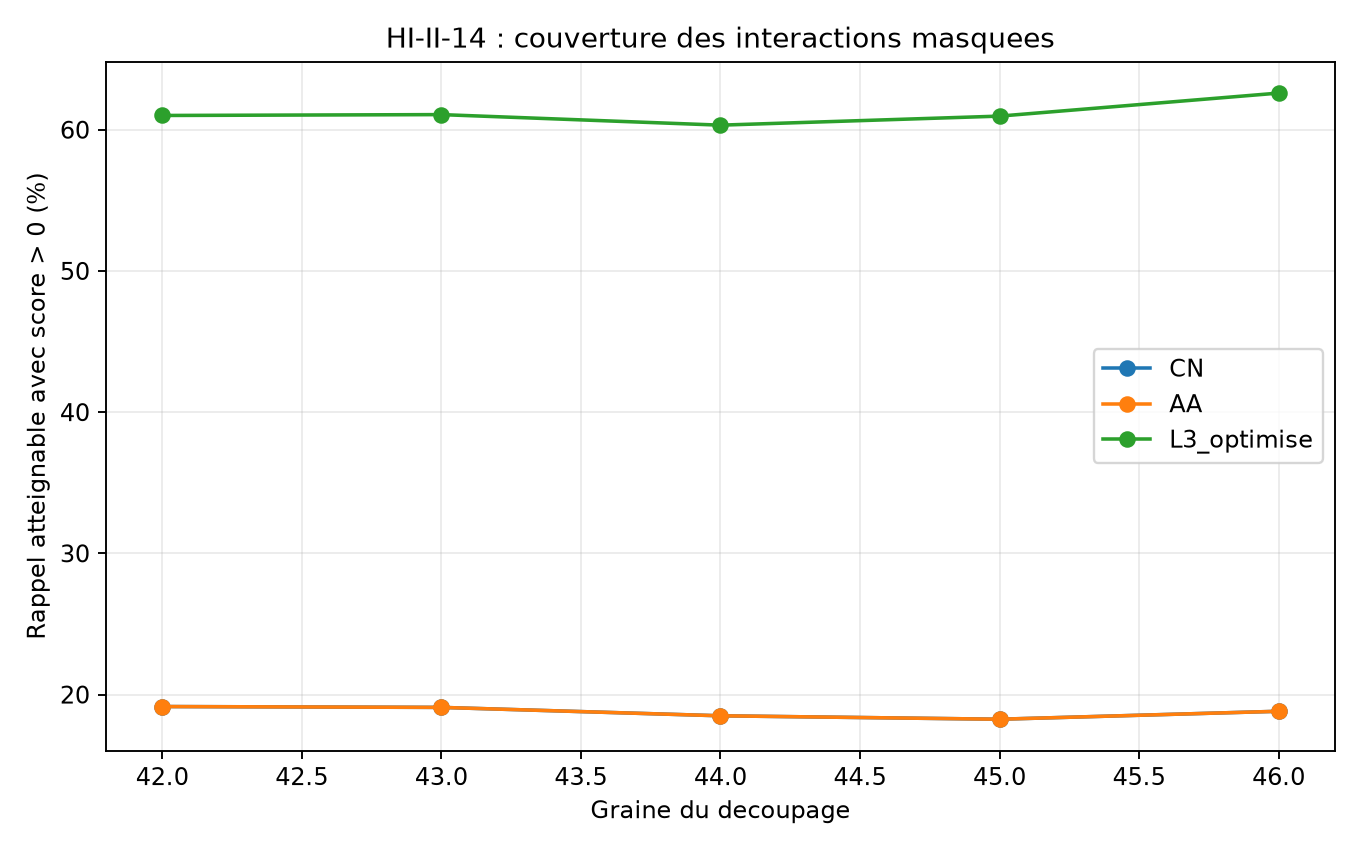 HI-II-14 : couverture des interactions masquees
Rappel atteignable avec score > 0 (%)
60
50
40
30
20
CN
AA
L3_optimise
42.0 42.5 43.0 43.5 44.0 44.5 45.0 45.5 46.0
Graine du decoupage